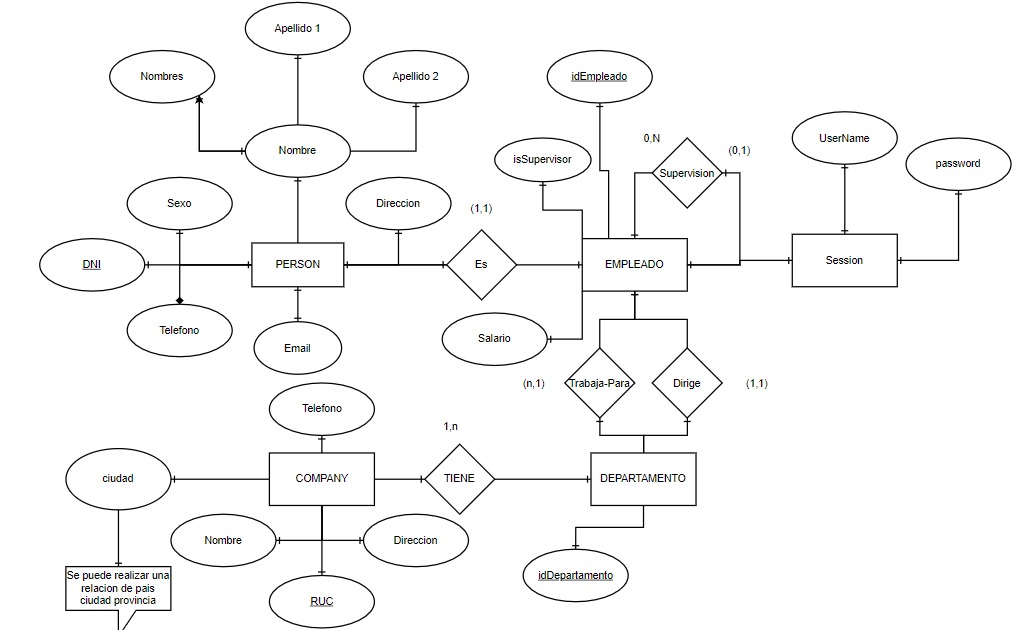 Apellido 1
Nombres
Apellido 2
idEmpleado
Nombre
isSupervisor
0,N
(0,1)
Supervision
UserName
password
Sexo
Direccion
(1,1)
DNI
PERSON
Es
EMPLEADO
Session
Telefono
Email
Salario
(n,1)
Trabaja-Para
Dirige
(1,1)
Telefono
1,n
ciudad
COMPANY
TIENE
DEPARTAMENTO
Nombre
Direccion
Se puede realizar una
relacion de pais
ciudad provincia
RUC
idDepartamento